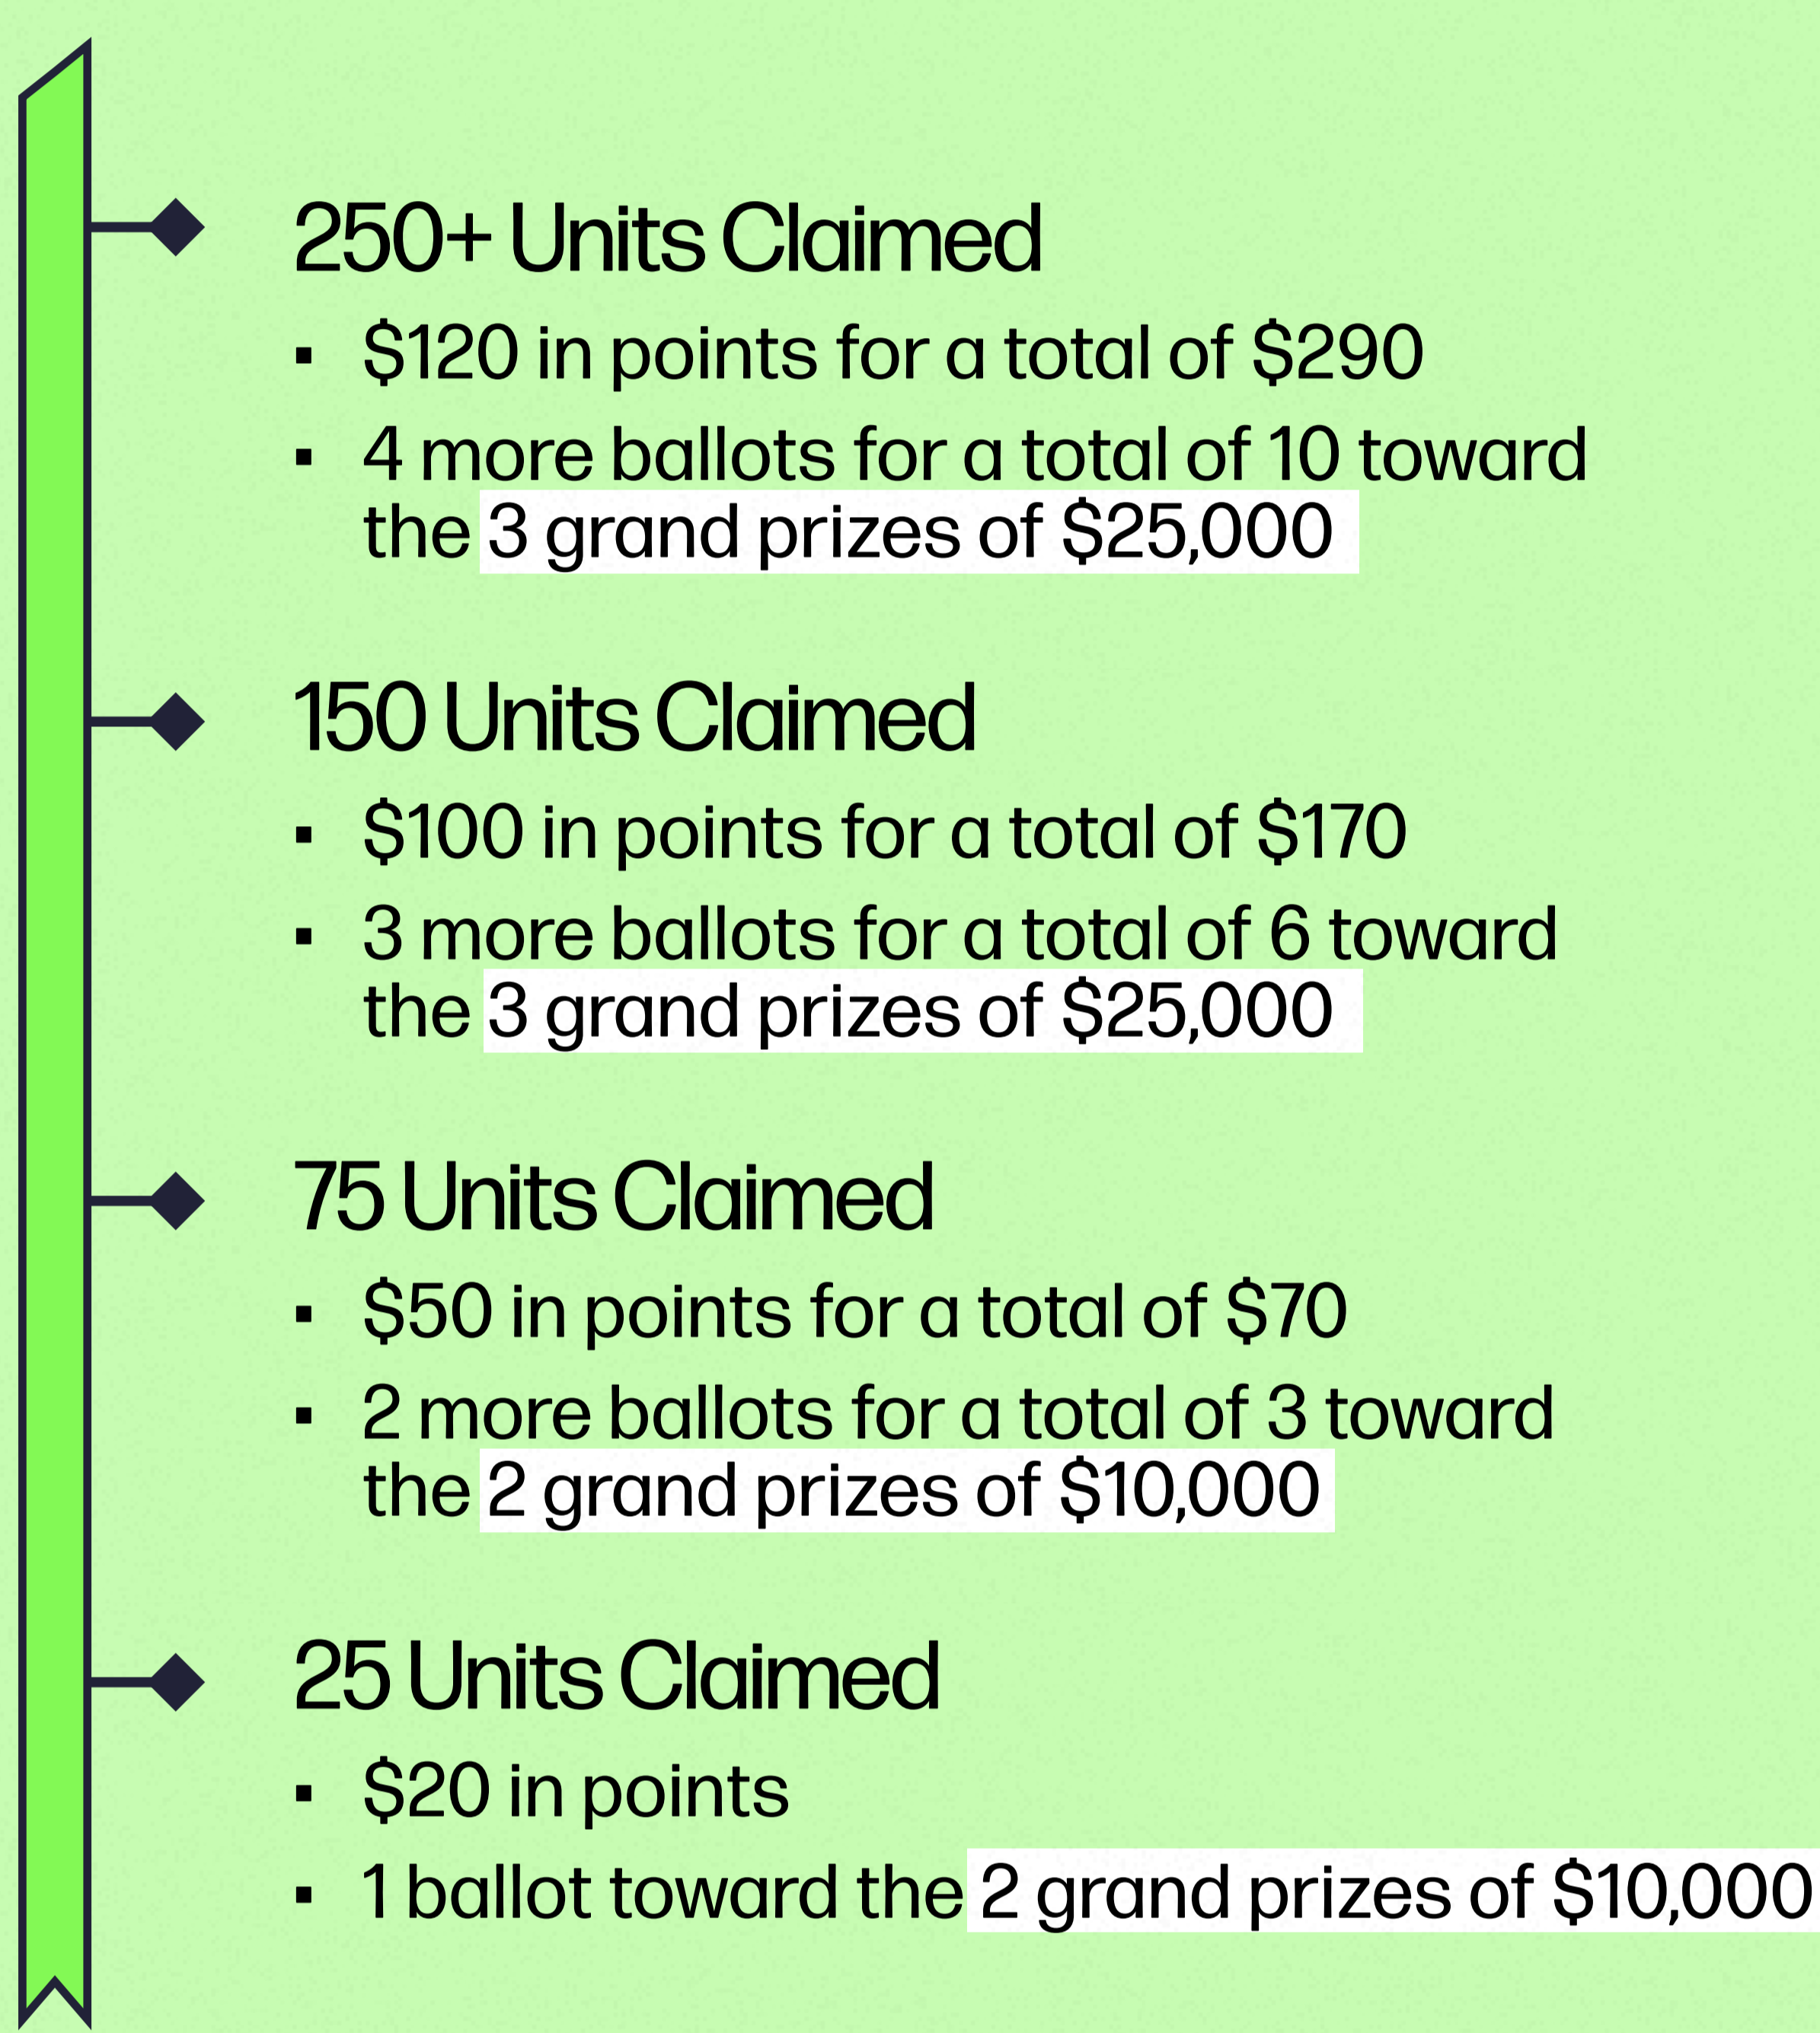 250+ Units Claimed
▪ $120 in points for a total of $290
▪ 4 more ballots for a total of 10 toward
the 3 grand prizes of $25,000
150 Units Claimed
▪ $100 in points for a total of $170
▪ 3 more ballots for a total of 6 toward
the 3 grand prizes of $25,000
75 Units Claimed
▪ $50 in points for a total of $70
▪ 2 more ballots for a total of 3 toward
the 2 grand prizes of $10,000
25 Units Claimed
▪ $20 in points
▪ 1 ballot toward the 2 grand prizes of $10,000